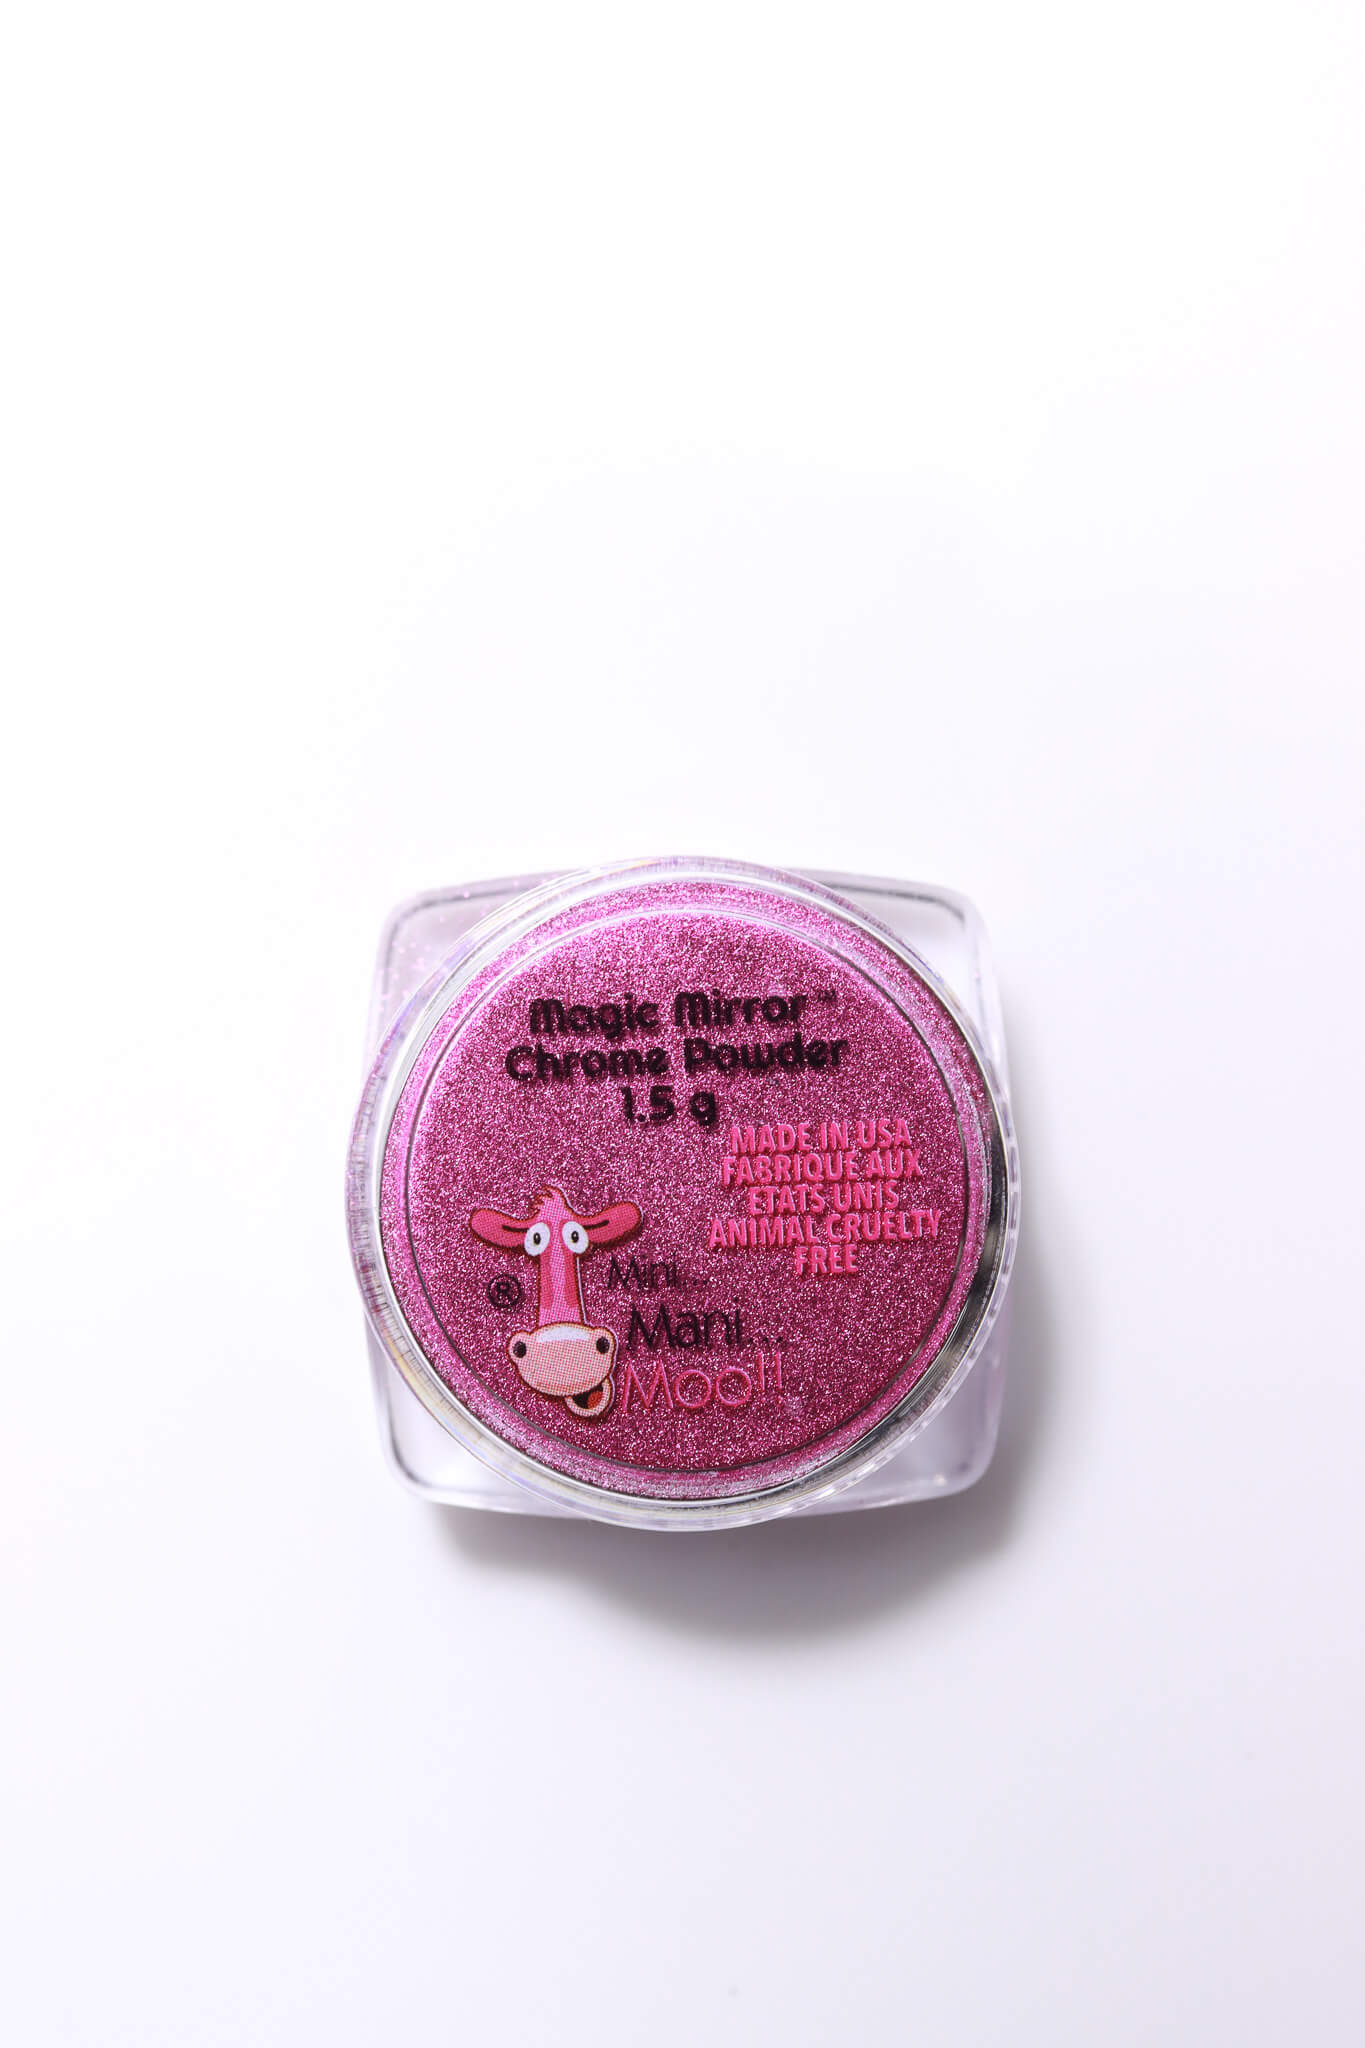 Magic Mirror™
Chrome Powder
1.5 g
MADE IN USA
FABRIQUE AUX
ETATS UNIS
ANIMAL CRUELTY
FREE
®
Mini...
Mani...
Moo!!